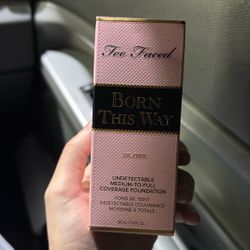 Too Faced
BORN
THIS WAY
OIL-FREE
UNDETECTABLE
MEDIUM-TO-FULL
COVERAGE FOUNDATION
FOND DE TEINT
INDÉTECTABLE COUVRANCE
MOYENNE À TOTALE